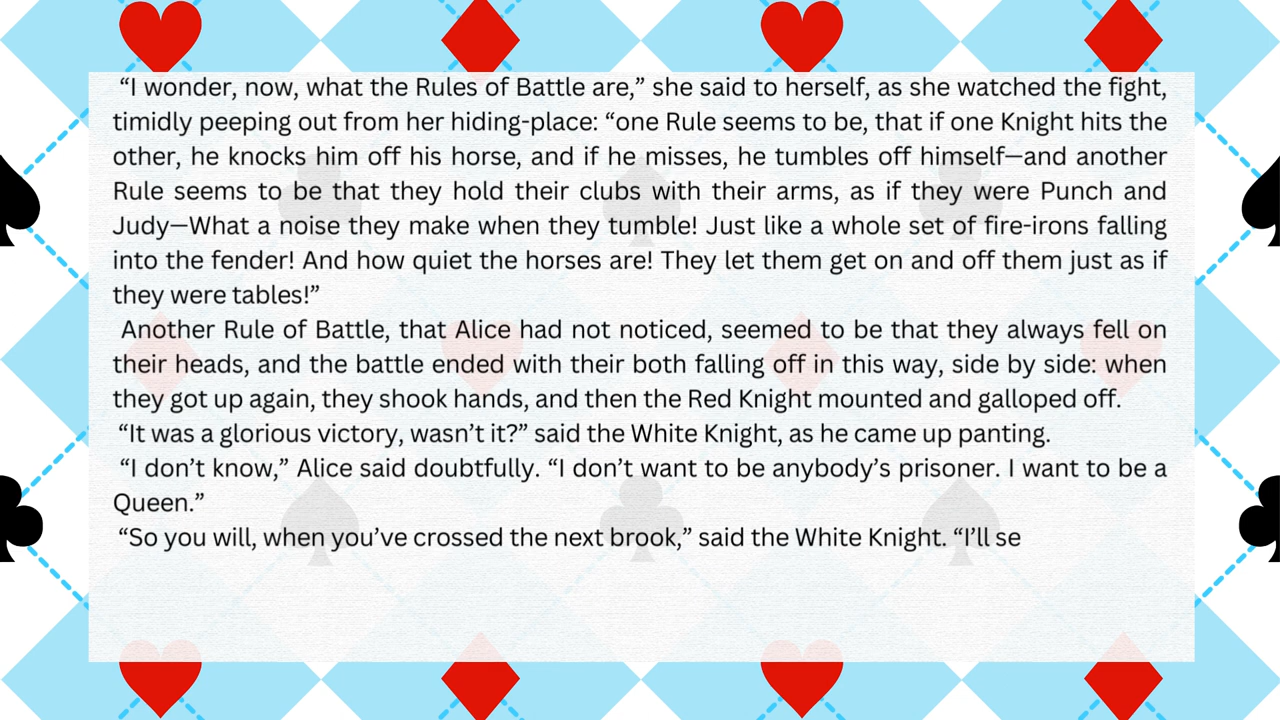 “I wonder, now, what the Rules of Battle are,” she said to herself, as she watched the fight,
timidly peeping out from her hiding-place: “one Rule seems to be, that if one Knight hits the
other, he knocks him off his horse, and if he misses, he tumbles off himself—and another
Rule seems to be that they hold their clubs with their arms, as if they were Punch and
Judy—What a noise they make when they tumble! Just like a whole set of fire-irons falling
into the fender! And how quiet the horses are! They let them get on and off them just as if
they were tables!”
Another Rule of Battle, that Alice had not noticed, seemed to be that they always fell on
their heads, and the battle ended with their both falling off in this way, side by side: when
they got up again, they shook hands, and then the Red Knight mounted and galloped off.
“It was a glorious victory, wasn’t it?” said the White Knight, as he came up panting.
“I don’t know,” Alice said doubtfully. “I don’t want to be anybody’s prisoner. I want to be a
Queen.”
“So you will, when you’ve crossed the next brook,” said the White Knight. “I’ll se